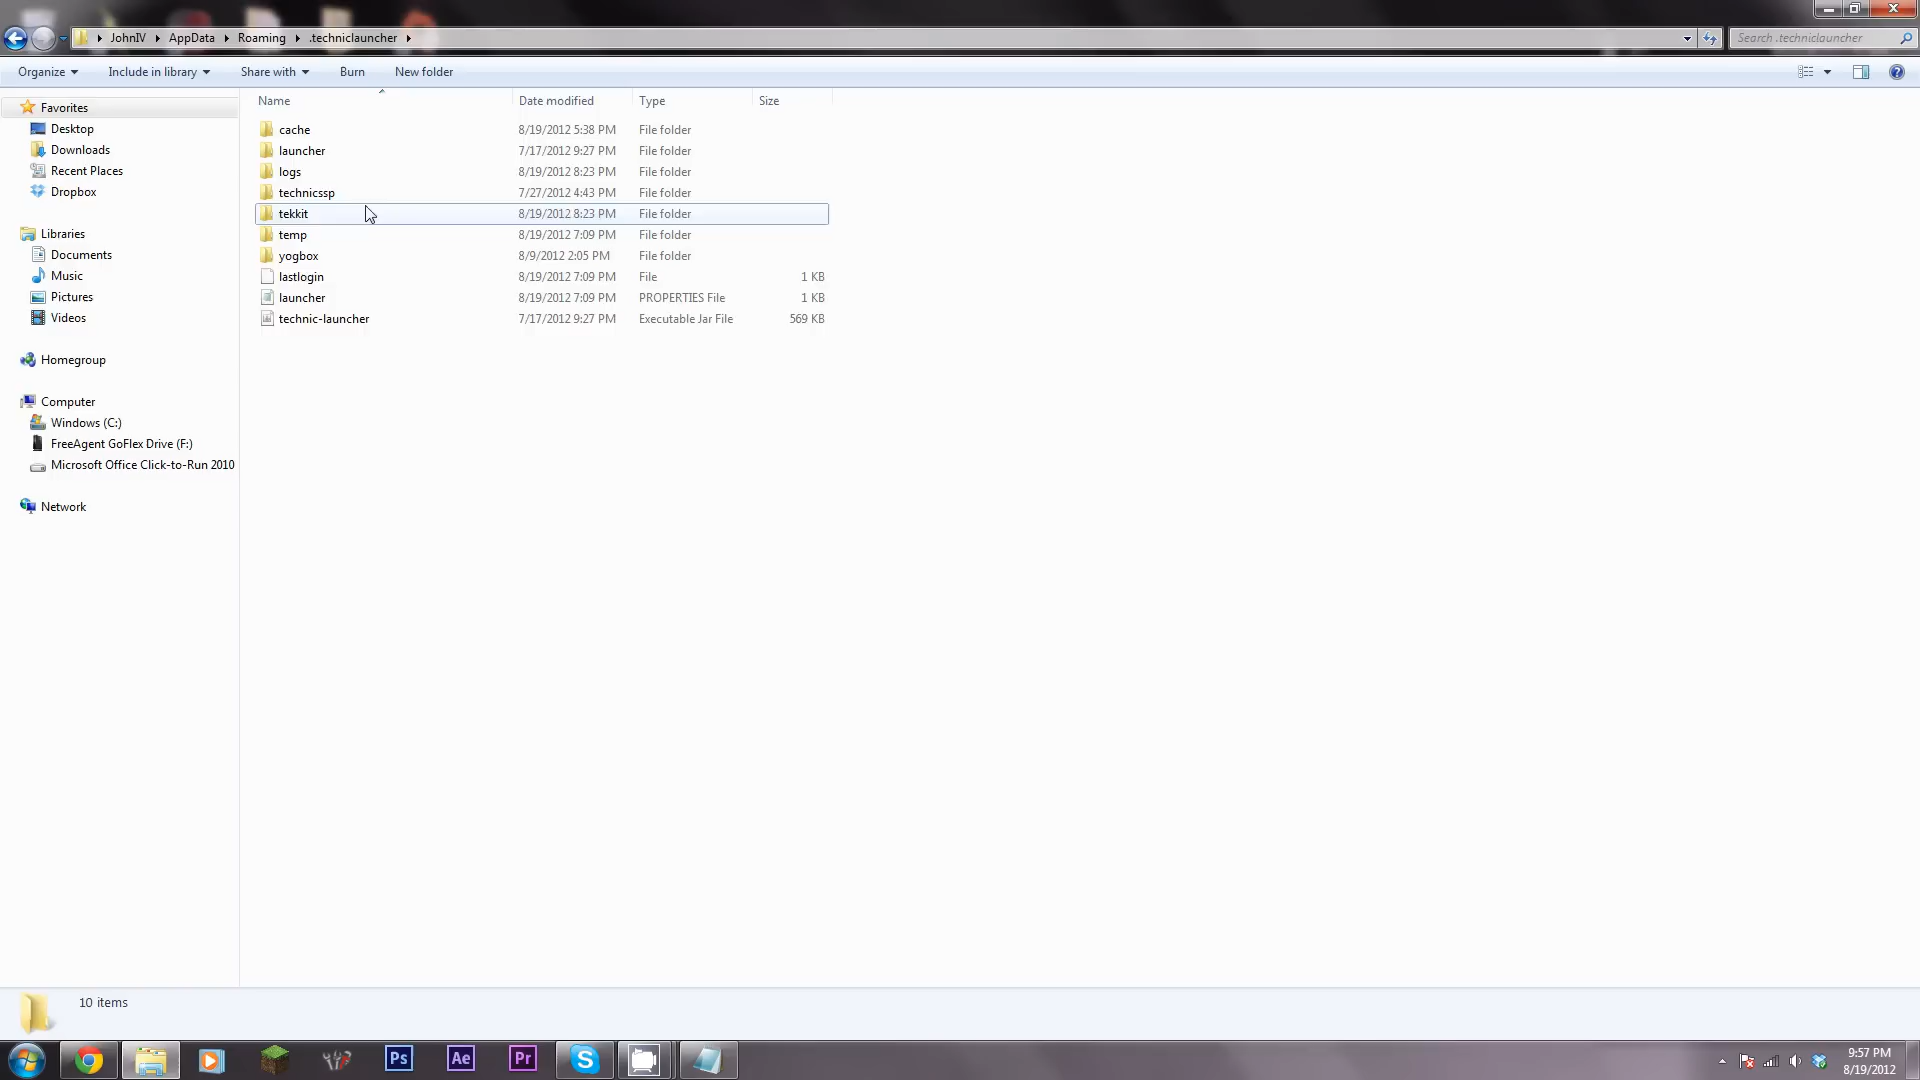 JohnIV AppData Roaming .techniclauncher
Search .techniclauncher
Organize Include in library Share with Burn New folder
Name Date modified Type Size
Favorites
Desktop
Downloads
Recent Places
Dropbox
Libraries
Documents
Music
Pictures
Videos
Homegroup
Computer
Windows (C:)
FreeAgent GoFlex Drive (F:)
Microsoft Office Click-to-Run 2010
Network
cache 8/19/2012 5:38 PM File folder
launcher 7/17/2012 9:27 PM File folder
logs 8/19/2012 8:23 PM File folder
technicssp 7/27/2012 4:43 PM File folder
tekkit 8/19/2012 8:23 PM File folder
temp 8/19/2012 7:09 PM File folder
yogbox 8/9/2012 2:05 PM File folder
lastlogin 8/19/2012 7:09 PM File 1 KB
launcher 8/19/2012 7:09 PM PROPERTIES File 1 KB
technic-launcher 7/17/2012 9:27 PM Executable Jar File 569 KB
10 items
Ps Ae Pr
9:57 PM
8/19/2012